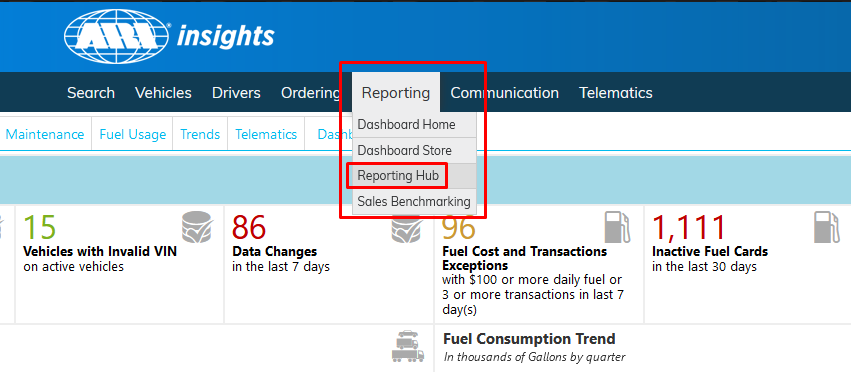 ARI insights
Search Vehicles Drivers Ordering Reporting Communication Telematics
Dashboard Home
Dashboard Store
Reporting Hub
Sales Benchmarking
Maintenance Fuel Usage Trends Telematics
15
Vehicles with Invalid VIN
on active vehicles
86
Data Changes
in the last 7 days
96
Fuel Cost and Transactions
Exceptions
with $100 or more daily fuel or
3 or more transactions in last 7
day(s)
1,111
Inactive Fuel Cards
in the last 30 days
Fuel Consumption Trend
In thousands of Gallons by quarter